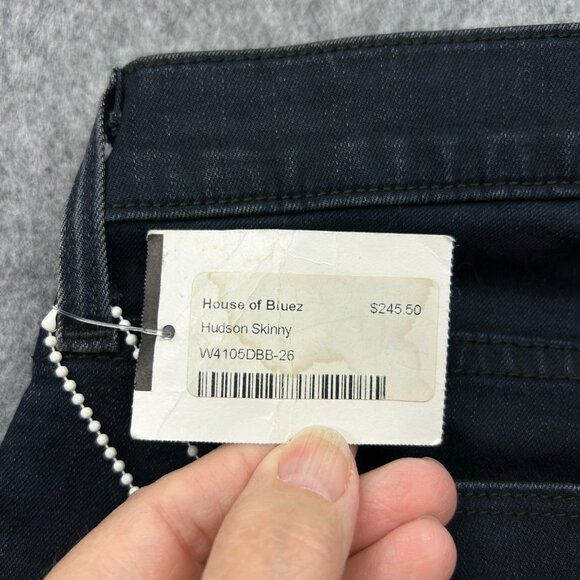 House of Bluez $245.50
Hudson Skinny
W4105DBB-26